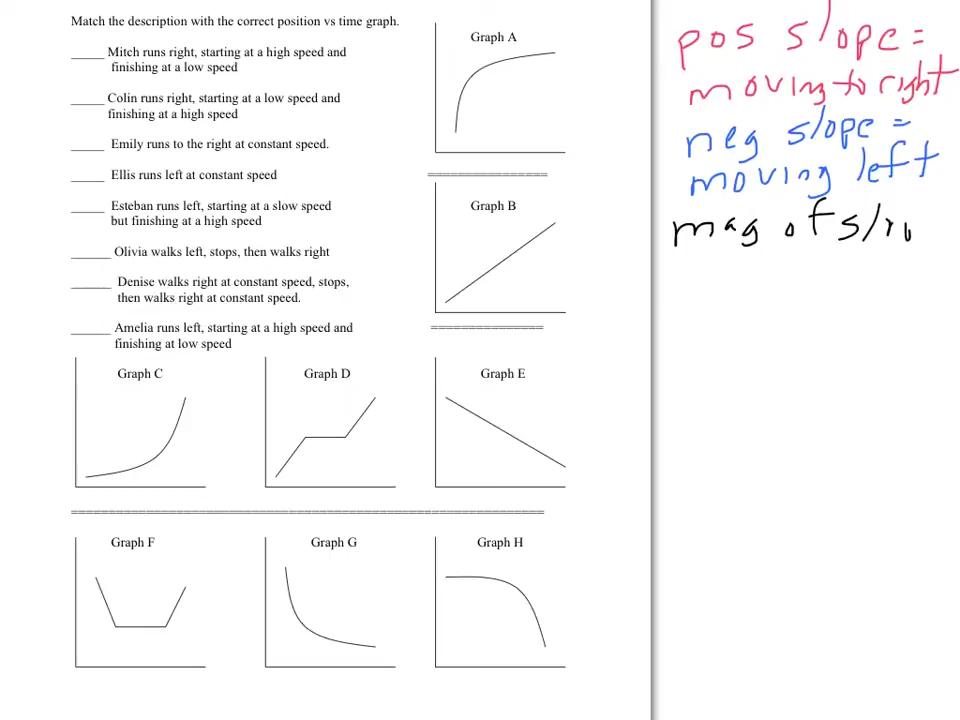 Match the description with the correct position vs time graph.
_____ Mitch runs right, starting at a high speed and
finishing at a low speed
_____ Colin runs right, starting at a low speed and
finishing at a high speed
_____ Emily runs to the right at constant speed.
_____ Ellis runs left at constant speed
_____ Esteban runs left, starting at a slow speed
but finishing at a high speed
______ Olivia walks left, stops, then walks right
______ Denise walks right at constant speed, stops,
then walks right at constant speed.
______ Amelia runs left, starting at a high speed and
finishing at low speed
Graph A
Graph B
Graph C
Graph D
Graph E
Graph F
Graph G
Graph H
pos slope =
moving to right
neg slope =
moving left
mag of